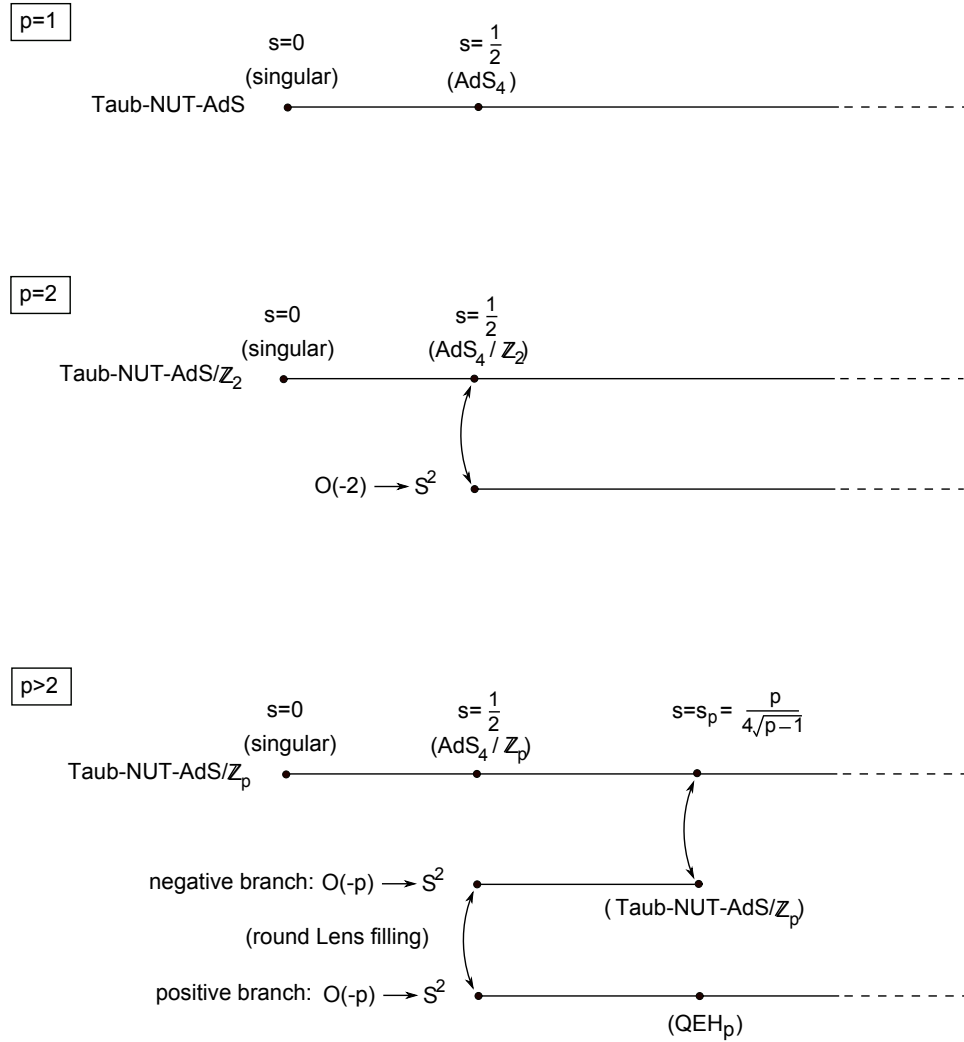 p=1
s=0
(singular)
s= 1/2
(AdS₄)
Taub-NUT-AdS
p=2
s=0
(singular)
s= 1/2
(AdS₄ / ℤ₂)
Taub-NUT-AdS/ℤ₂
O(-2) ⟶ S²
p>2
s=0
(singular)
s= 1/2
(AdS₄ / ℤₚ)
s=sₚ= p/(4√(p−1))
Taub-NUT-AdS/ℤₚ
negative branch: O(-p) ⟶ S²
(Taub-NUT-AdS/ℤₚ)
(round Lens filling)
positive branch: O(-p) ⟶ S²
(QEHₚ)